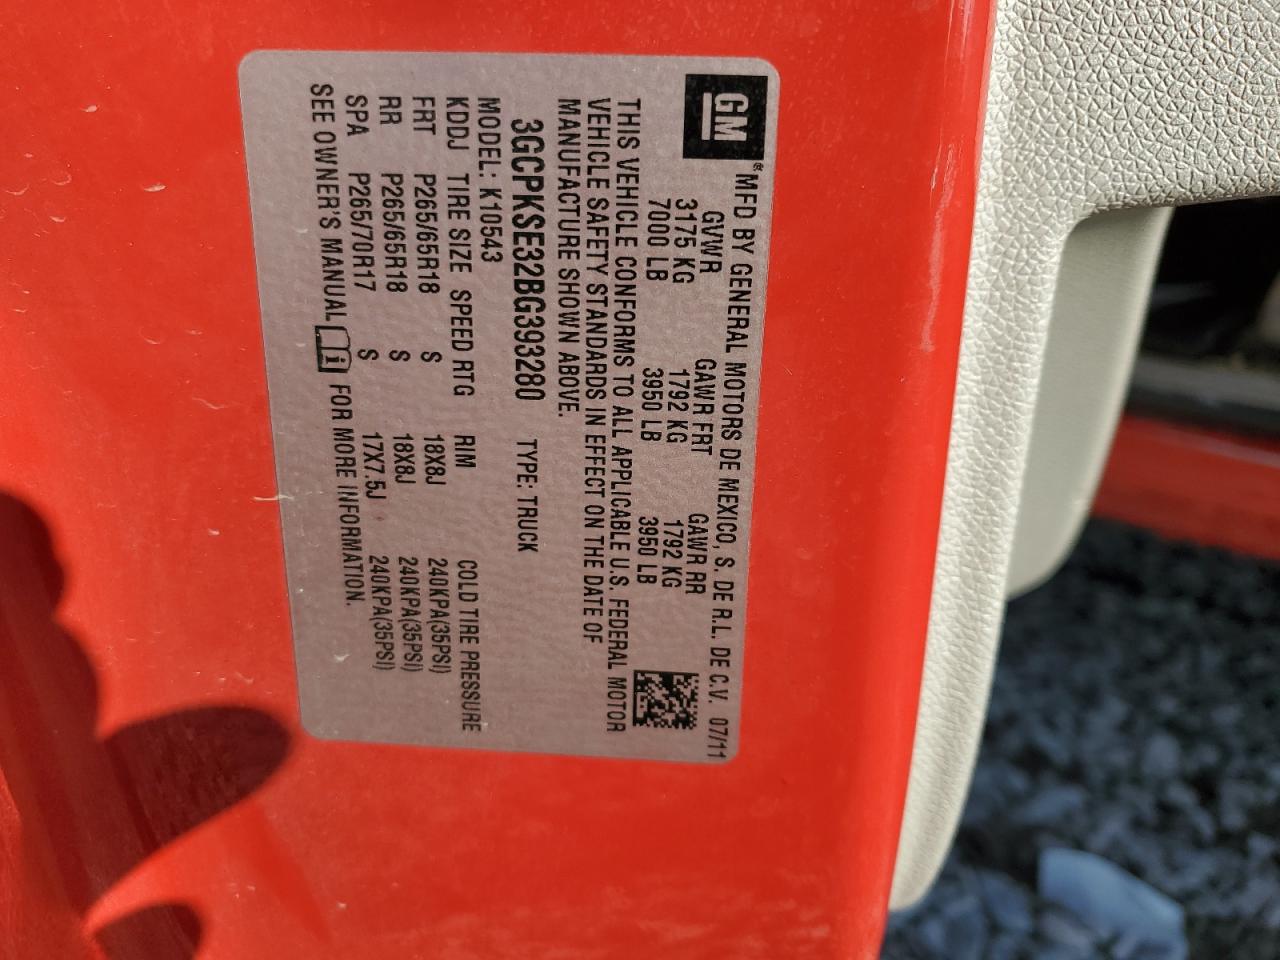 GM
® MFD BY GENERAL MOTORS DE MEXICO, S. DE R.L. DE C.V. 07/11
GVWR GAWR FRT GAWR RR
3175 KG 1792 KG 1792 KG
7000 LB 3950 LB 3950 LB
THIS VEHICLE CONFORMS TO ALL APPLICABLE U.S. FEDERAL MOTOR
VEHICLE SAFETY STANDARDS IN EFFECT ON THE DATE OF
MANUFACTURE SHOWN ABOVE.
3GCPKSE32BG393280 TYPE: TRUCK
MODEL: K10543
KDDJ TIRE SIZE SPEED RTG RIM COLD TIRE PRESSURE
FRT P265/65R18 S 18X8J 240KPA(35PSI)
RR P265/65R18 S 18X8J 240KPA(35PSI)
SPA P265/70R17 S 17X7.5J 240KPA(35PSI)
SEE OWNER'S MANUAL i FOR MORE INFORMATION.